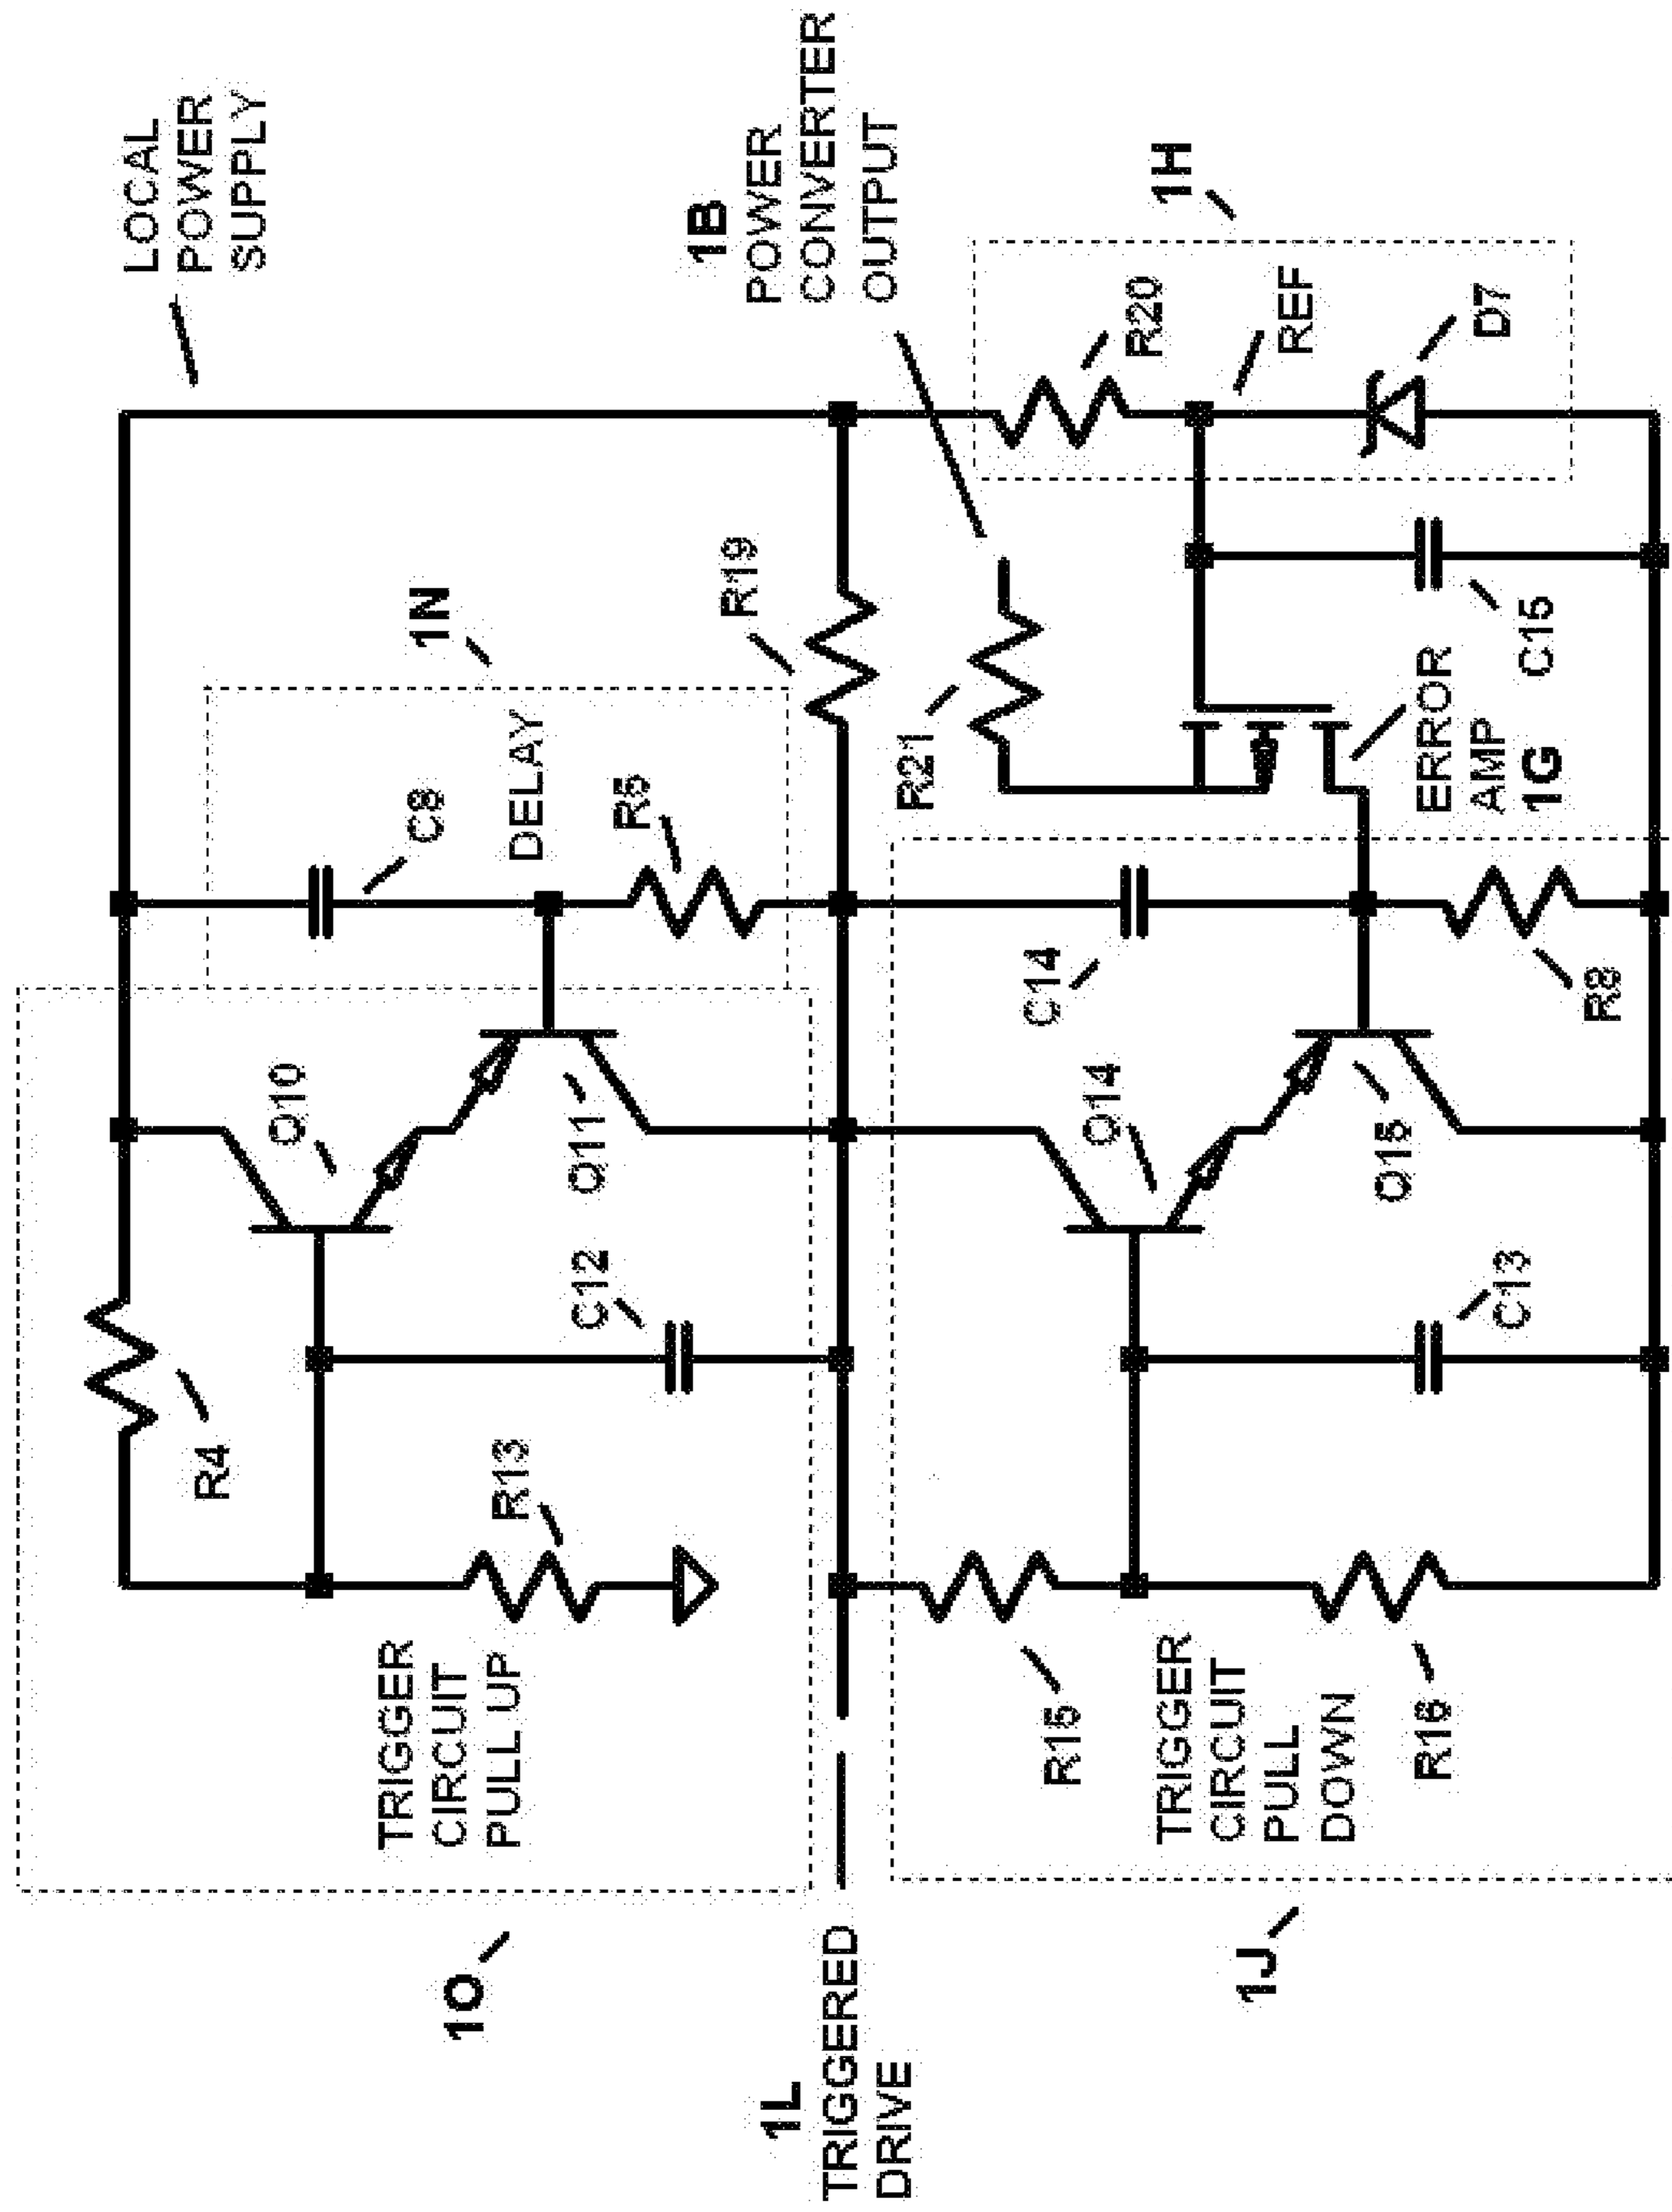 LOCAL
POWER
SUPPLY
R4
Q10
TRIGGER
CIRCUIT
PULL UP
R13
1O
C8
1N
DELAY
C12
Q11
R5
R19
1B
POWER
CONVERTER
OUTPUT
1L
TRIGGERED
DRIVE
R21
C14
R15
Q14
R20
1H
TRIGGER
CIRCUIT
PULL
DOWN
1J
REF
Q15
ERROR
AMP
1G
R16
C13
R8
C15
D7